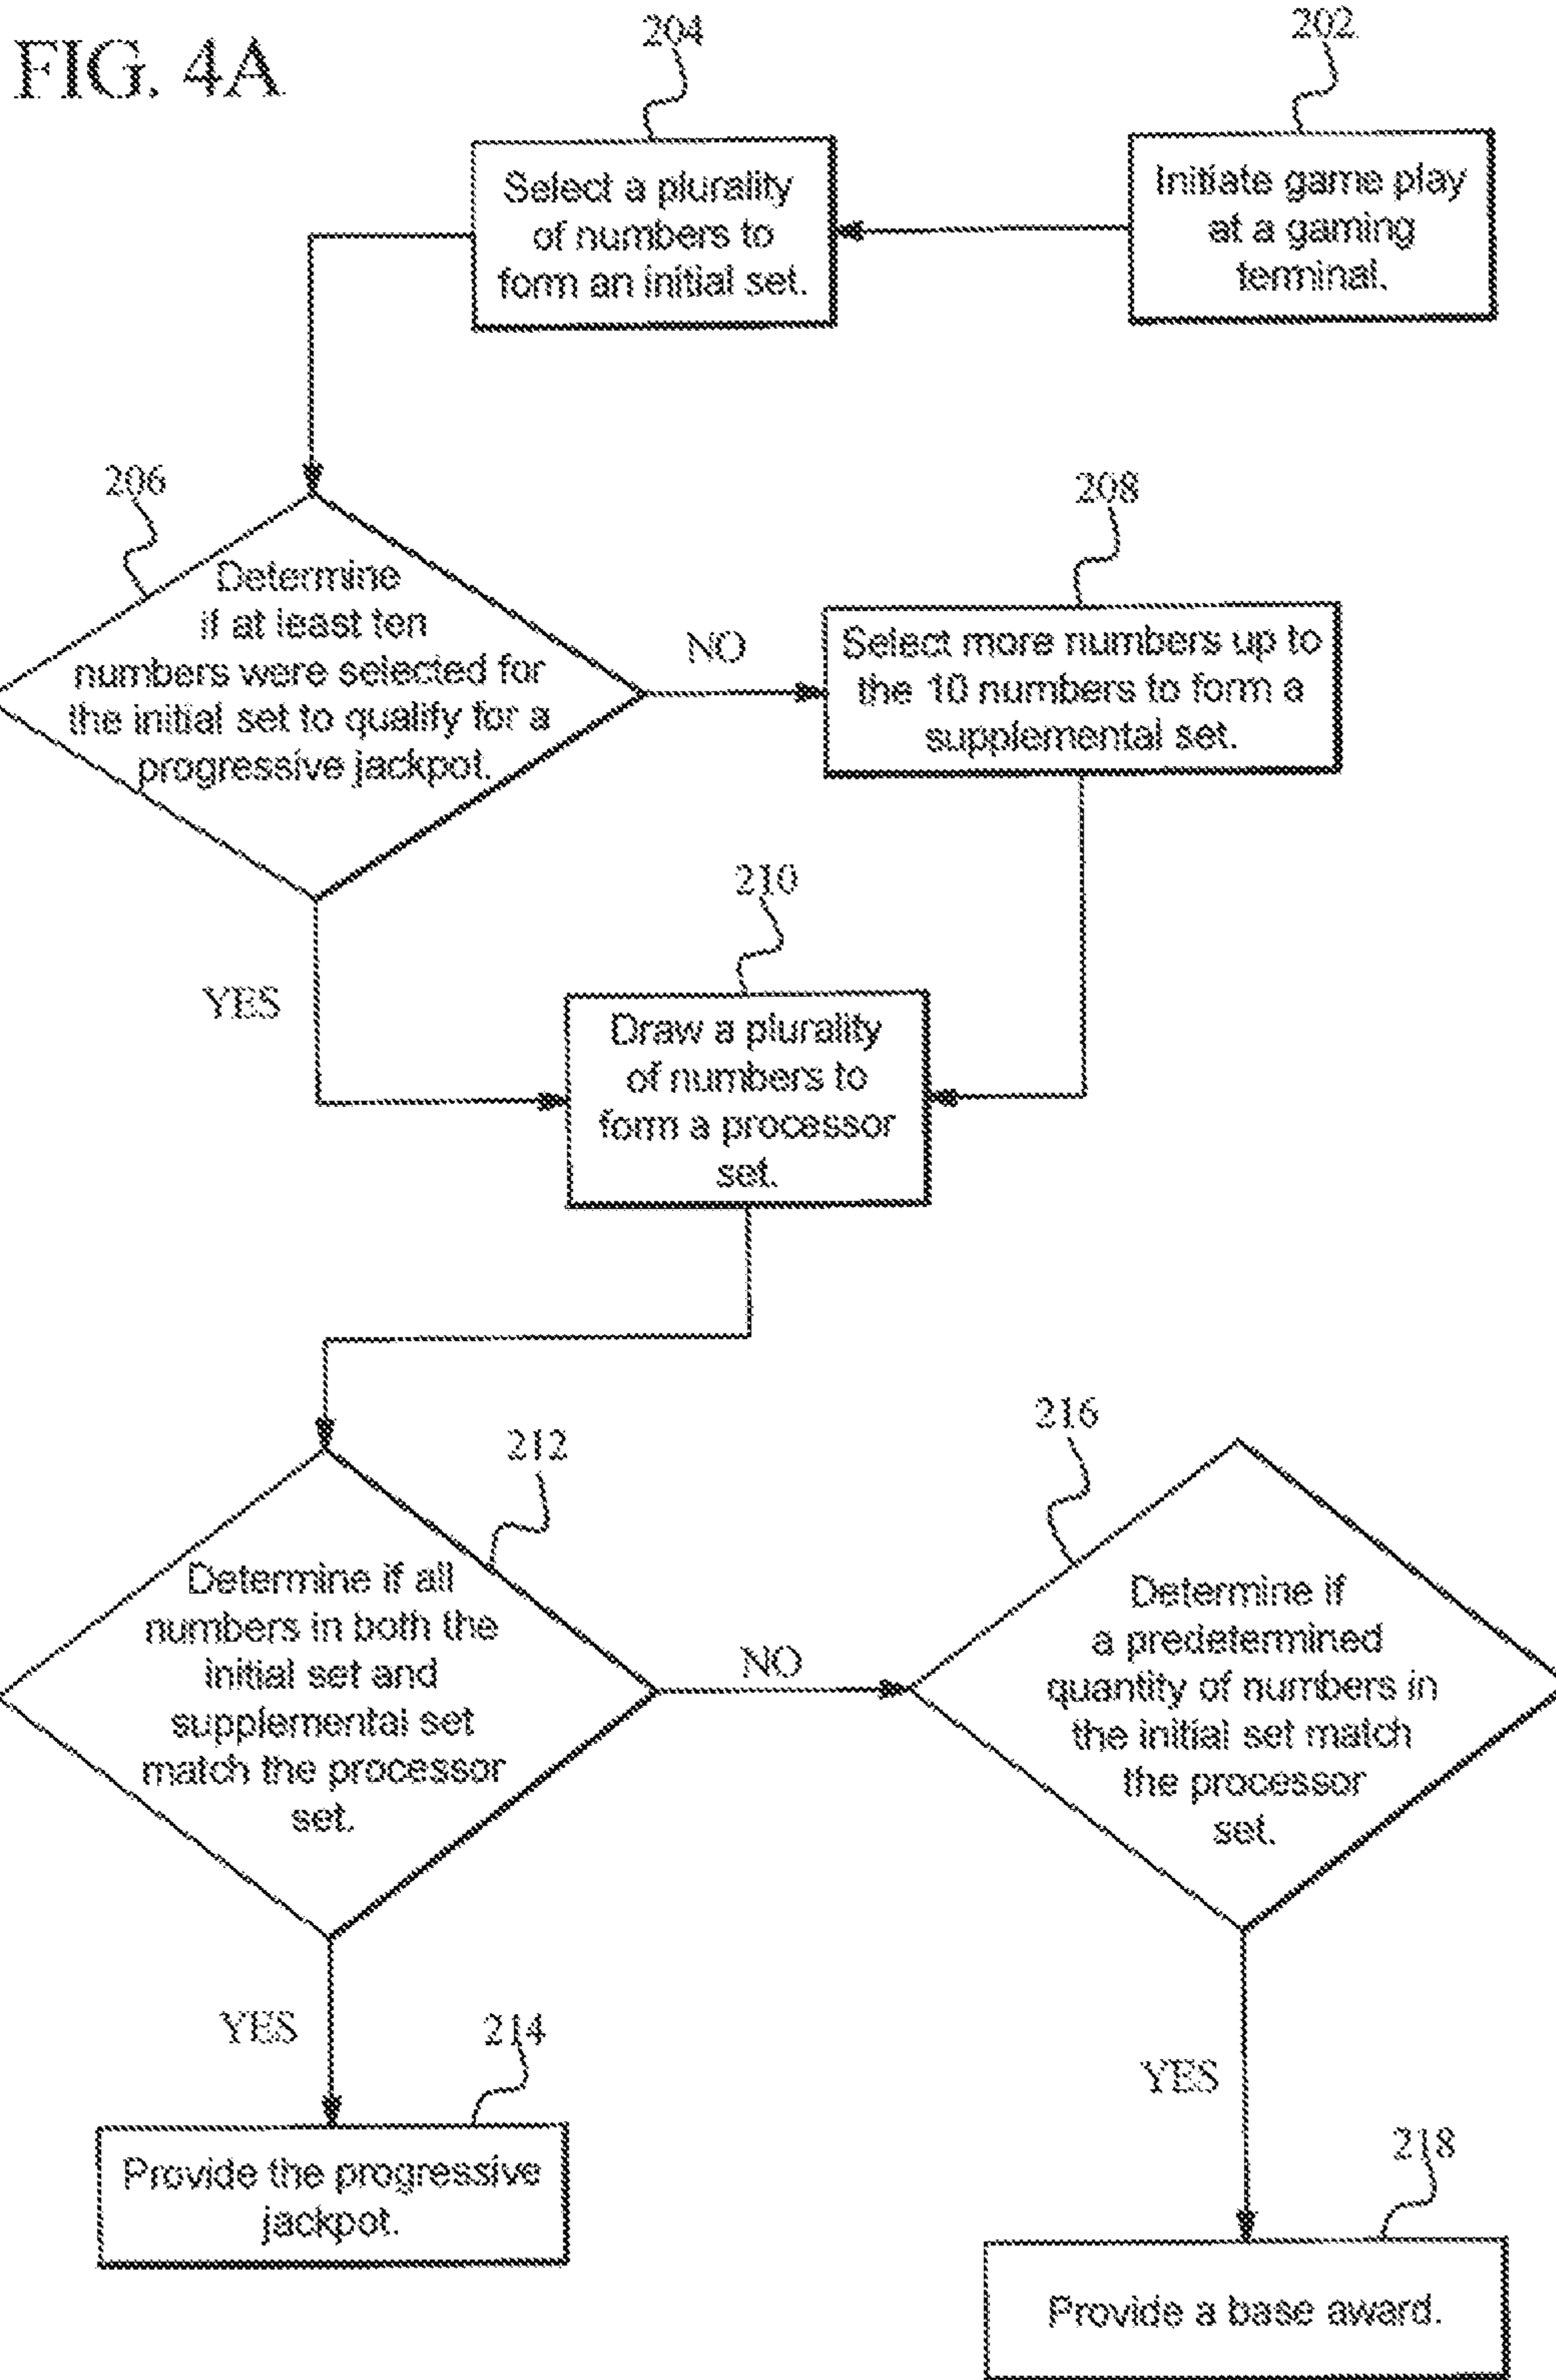 FIG. 4A
204
202
Select a plurality
of numbers to
form an initial set.
Initiate game play
at a gaming
terminal.
206
208
Determine
if at least ten
numbers were selected for
the initial set to qualify for a
progressive jackpot.
NO
Select more numbers up to
the 10 numbers to form a
supplemental set.
210
YES
Draw a plurality
of numbers to
form a processor
set.
212
216
Determine if all
numbers in both the
initial set and
supplemental set
match the processor
set.
NO
Determine if
a predetermined
quantity of numbers in
the initial set match
the processor
set.
YES
214
YES
218
Provide the progressive
jackpot.
Provide a base award.